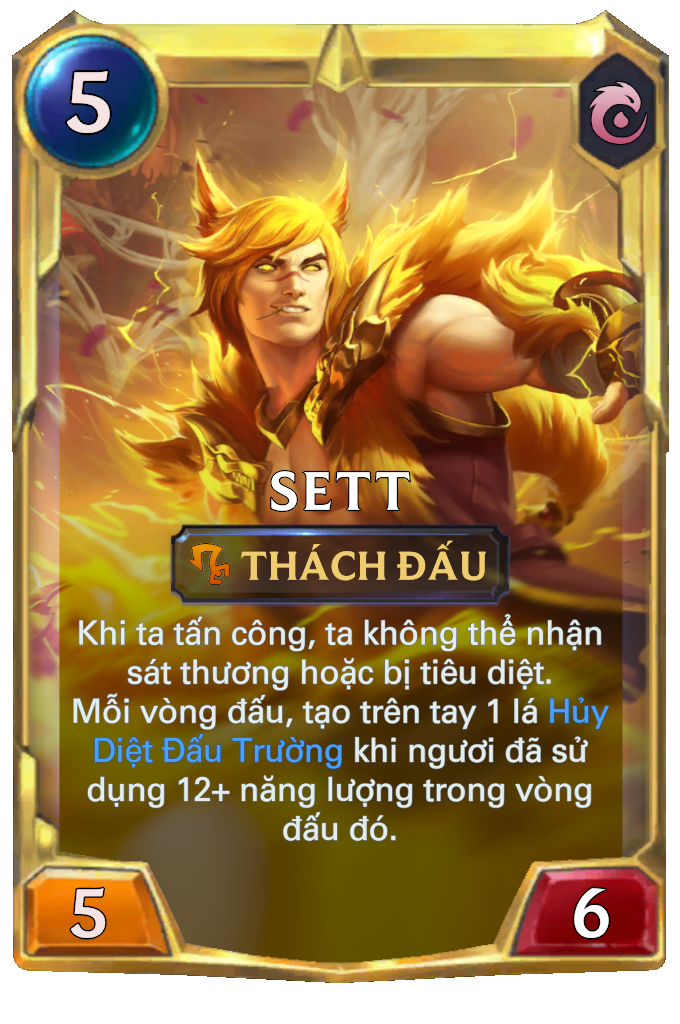 5
SETT
THÁCH ĐẤU
Khi ta tấn công, ta không thể nhận
sát thương hoặc bị tiêu diệt.
Mỗi vòng đấu, tạo trên tay 1 lá Hủy
Diệt Đấu Trường khi ngươi đã sử
dụng 12+ năng lượng trong vòng
đấu đó.
5
6